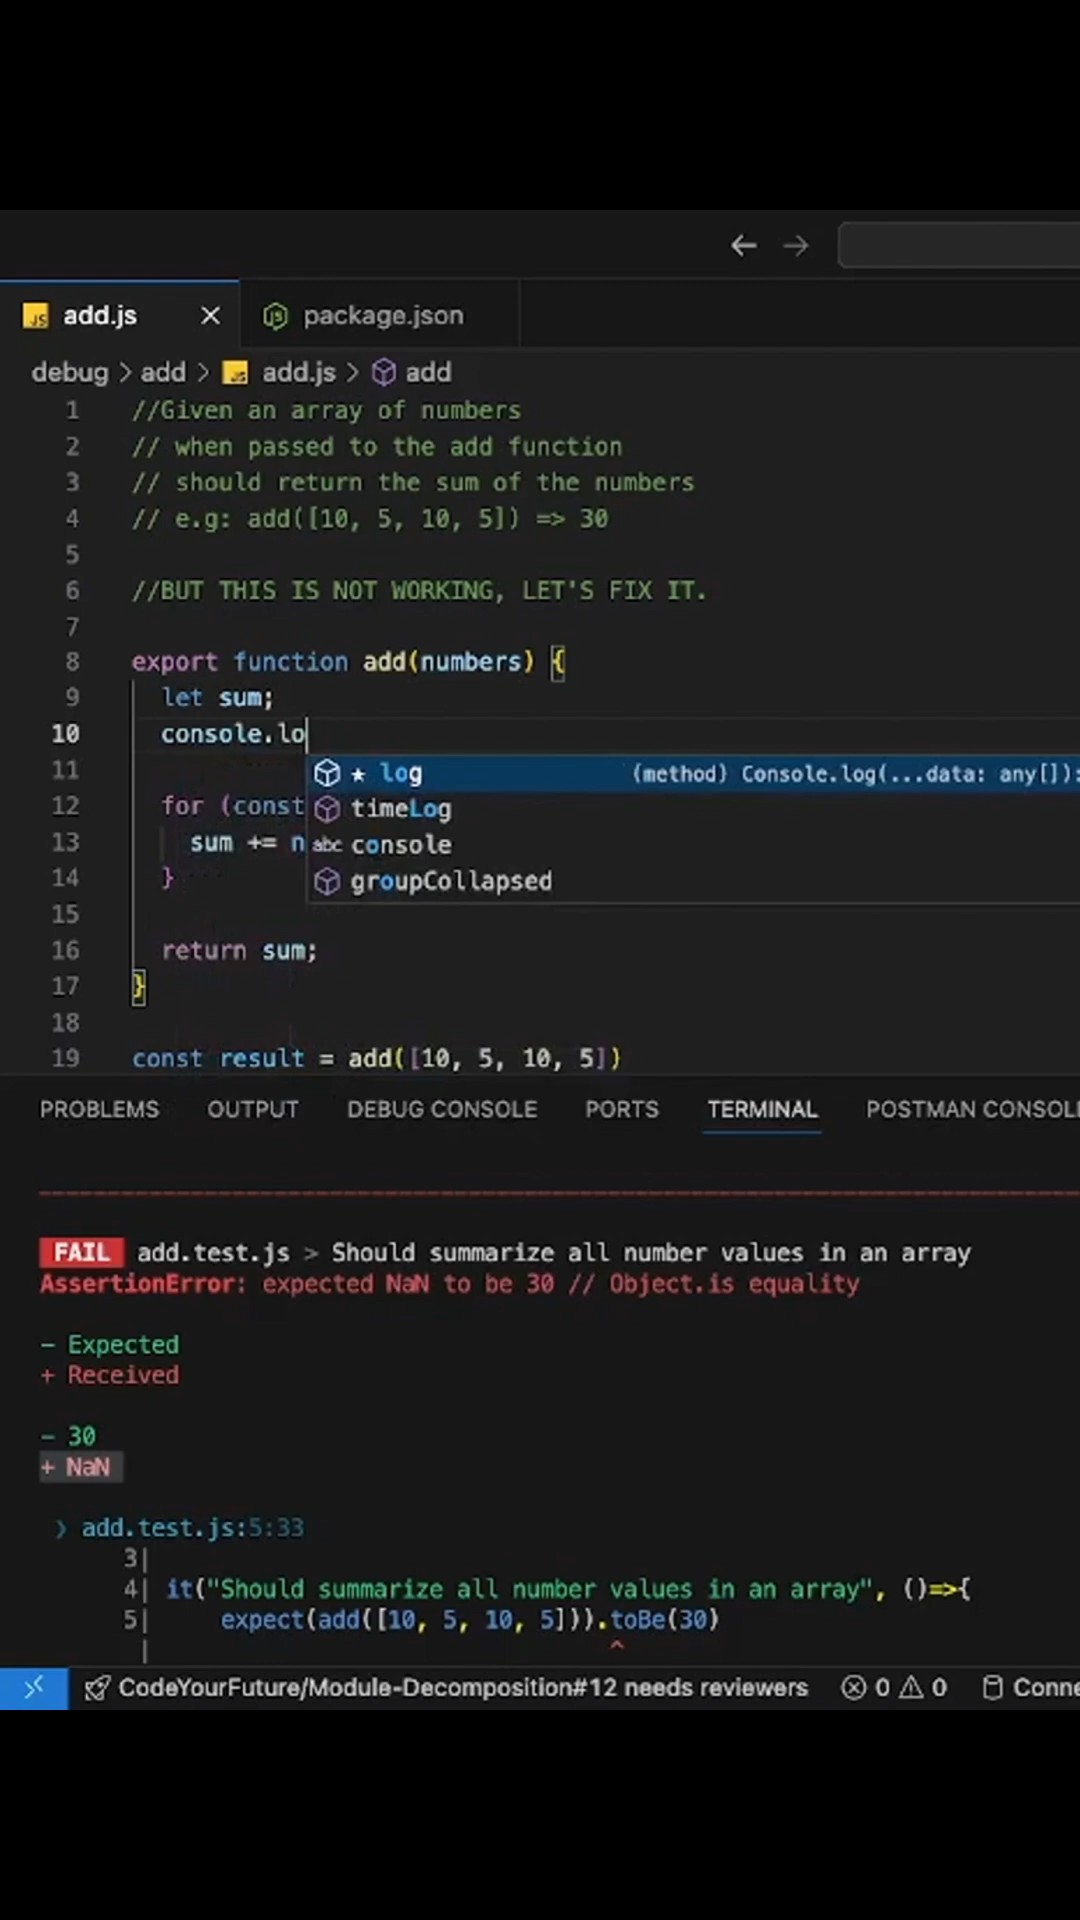 add.js
package.json
debug > add > add.js > add
1 //Given an array of numbers
2 // when passed to the add function
3 // should return the sum of the numbers
4 // e.g: add([10, 5, 10, 5]) => 30
5
6 //BUT THIS IS NOT WORKING, LET'S FIX IT.
7
8 export function add(numbers) {
9 let sum;
10 console.lo
11 log (method) Console.log(...data: any[]):
timeLog
12 for (const
13 sum += n
console
14 }
groupCollapsed
15
16 return sum;
17 }
18
19 const result = add([10, 5, 10, 5])
PROBLEMS OUTPUT DEBUG CONSOLE PORTS TERMINAL POSTMAN CONSOL
FAIL add.test.js > Should summarize all number values in an array
AssertionError: expected NaN to be 30 // Object.is equality
- Expected
+ Received
- 30
+ NaN
❯ add.test.js:5:33
3|
4| it("Should summarize all number values in an array", ()=>{
5| expect(add([10, 5, 10, 5])).toBe(30)
| ^
CodeYourFuture/Module-Decomposition#12 needs reviewers 0 0 Conne